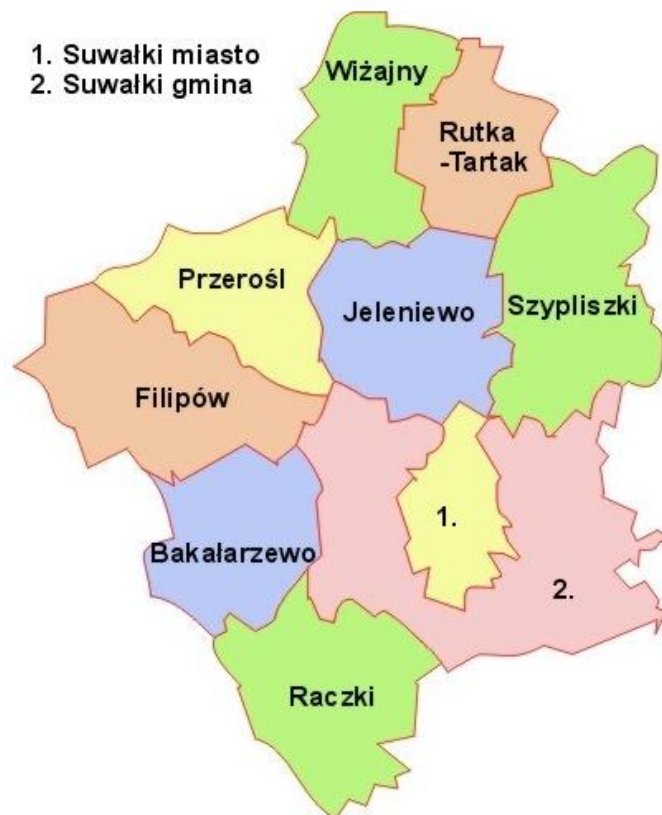 1. Suwałki miasto
2. Suwałki gmina
Wiżajny
Rutka
-Tartak
Przerośl
Jeleniewo
Szypliszki
Filipów
1.
Bakałarzewo
2.
Raczki